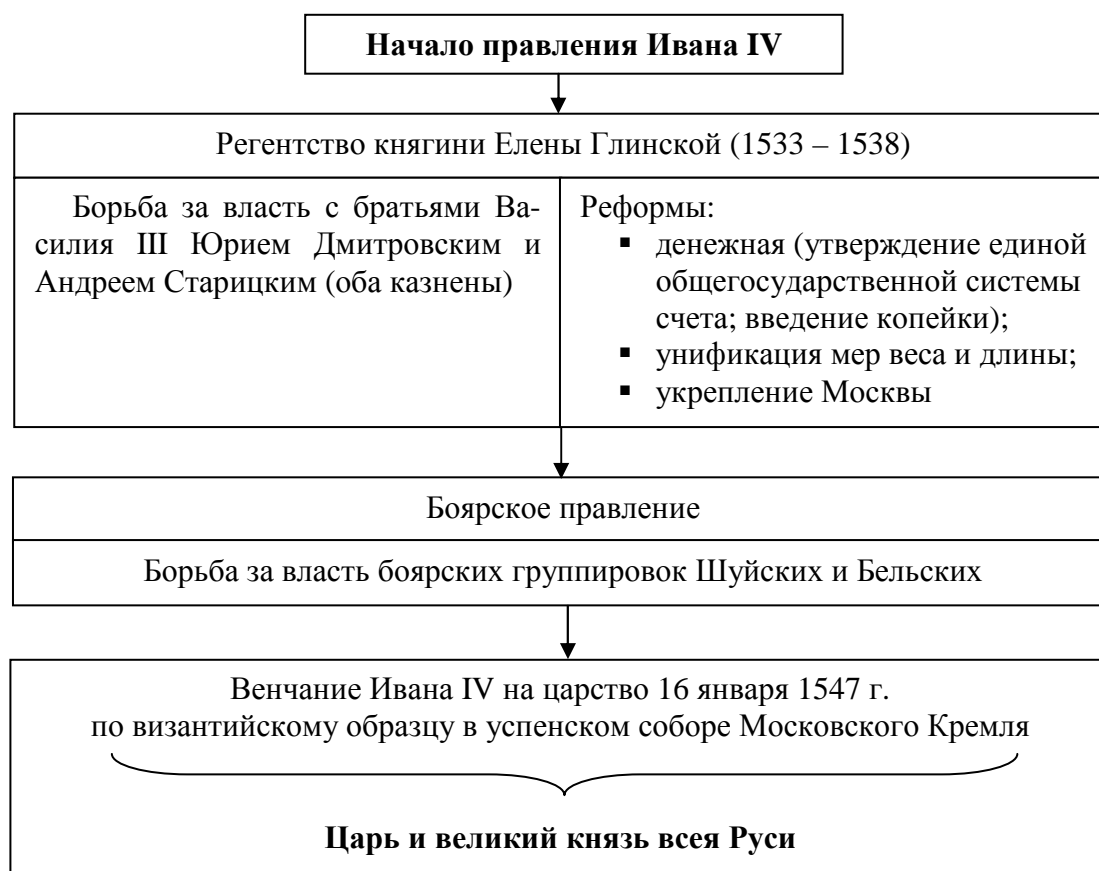 Начало правления Ивана IV
Регентство княгини Елены Глинской (1533 – 1538)
Борьба за власть с братьями Ва-
силия III Юрием Дмитровским и
Андреем Старицким (оба казнены)
Реформы:
▪ денежная (утверждение единой
общегосударственной системы
счета; введение копейки);
▪ унификация мер веса и длины;
▪ укрепление Москвы
Боярское правление
Борьба за власть боярских группировок Шуйских и Бельских
Венчание Ивана IV на царство 16 января 1547 г.
по византийскому образцу в успенском соборе Московского Кремля
Царь и великий князь всея Руси